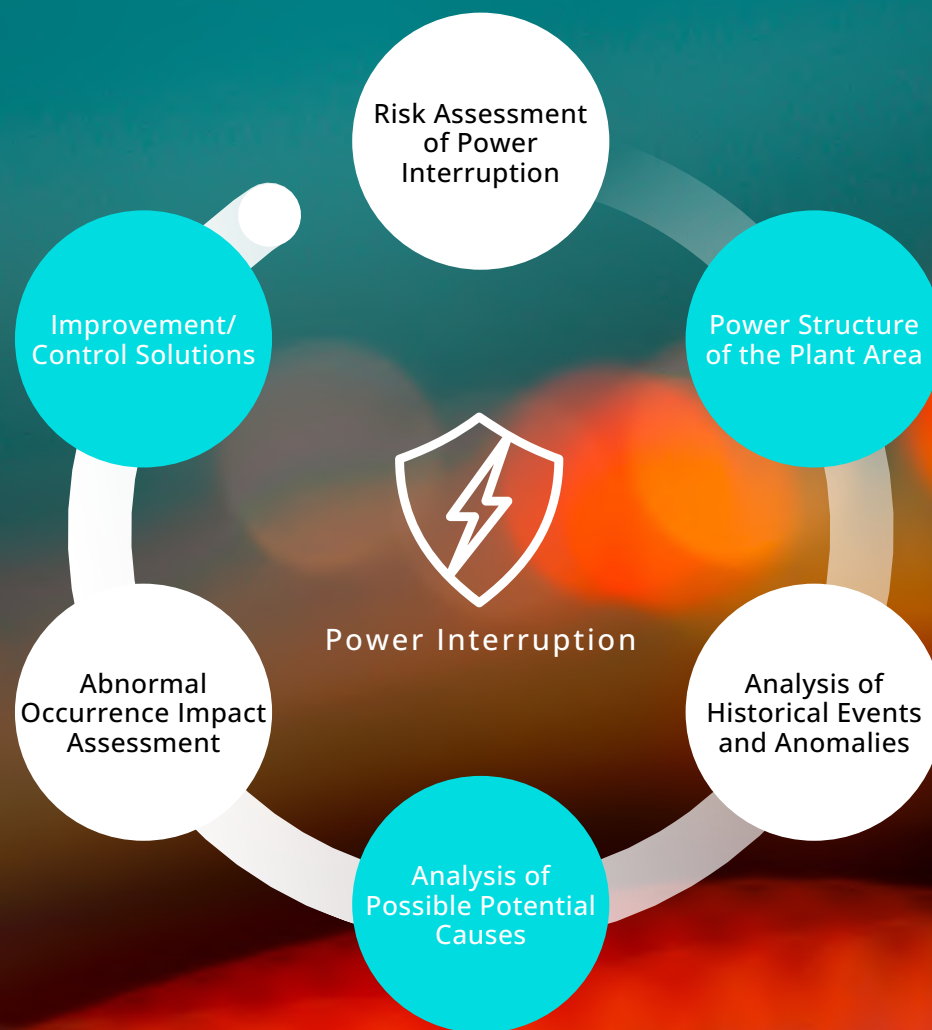 Risk Assessment
of Power
Interruption
Power Structure
of the Plant Area
Analysis of
Historical Events
and Anomalies
Analysis of
Possible Potential
Causes
Abnormal
Occurrence Impact
Assessment
Improvement/
Control Solutions
Power Interruption